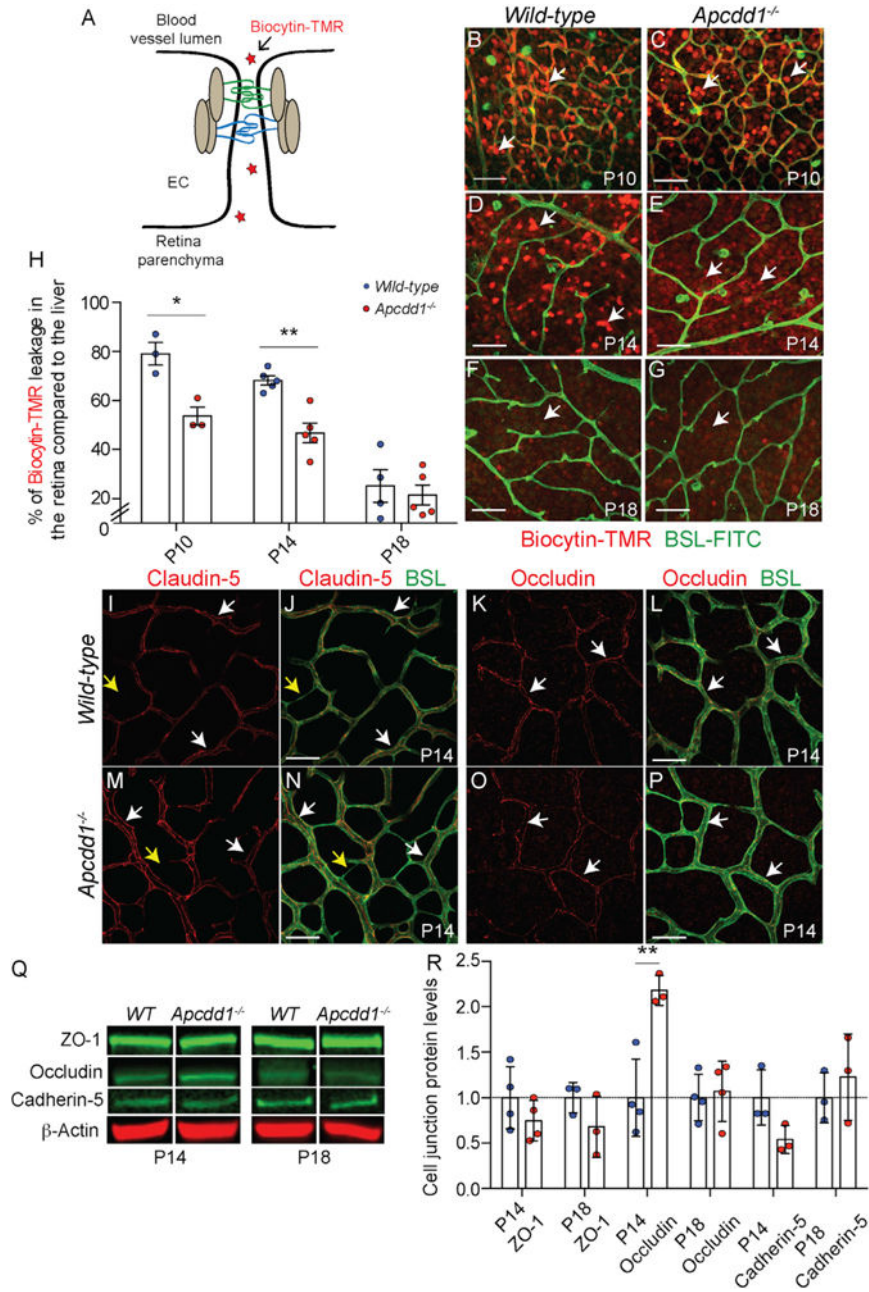 A
Blood
vessel lumen
Biocytin-TMR
EC
Retina
parenchyma
Wild-type
Apcdd1-/-
B
P10
C
P10
D
P14
E
P14
F
P18
G
P18
Biocytin-TMR BSL-FITC
H
% of Biocytin-TMR leakage in
the retina compared to the liver
100
80
60
40
20
0
*
**
Wild-type
Apcdd1-/-
P10
P14
P18
Claudin-5
Claudin-5 BSL
Occludin
Occludin BSL
Wild-type
I
J
P14
K
L
P14
Apcdd1-/-
M
N
P14
O
P
P14
Q
WT
Apcdd1-/-
WT
Apcdd1-/-
ZO-1
Occludin
Cadherin-5
β-Actin
P14
P18
R
Cell junction protein levels
2.5
2.0
1.5
1.0
0.5
0.0
**
P14
ZO-1
P18
ZO-1
P14
Occludin
P18
Occludin
P14
Cadherin-5
P18
Cadherin-5